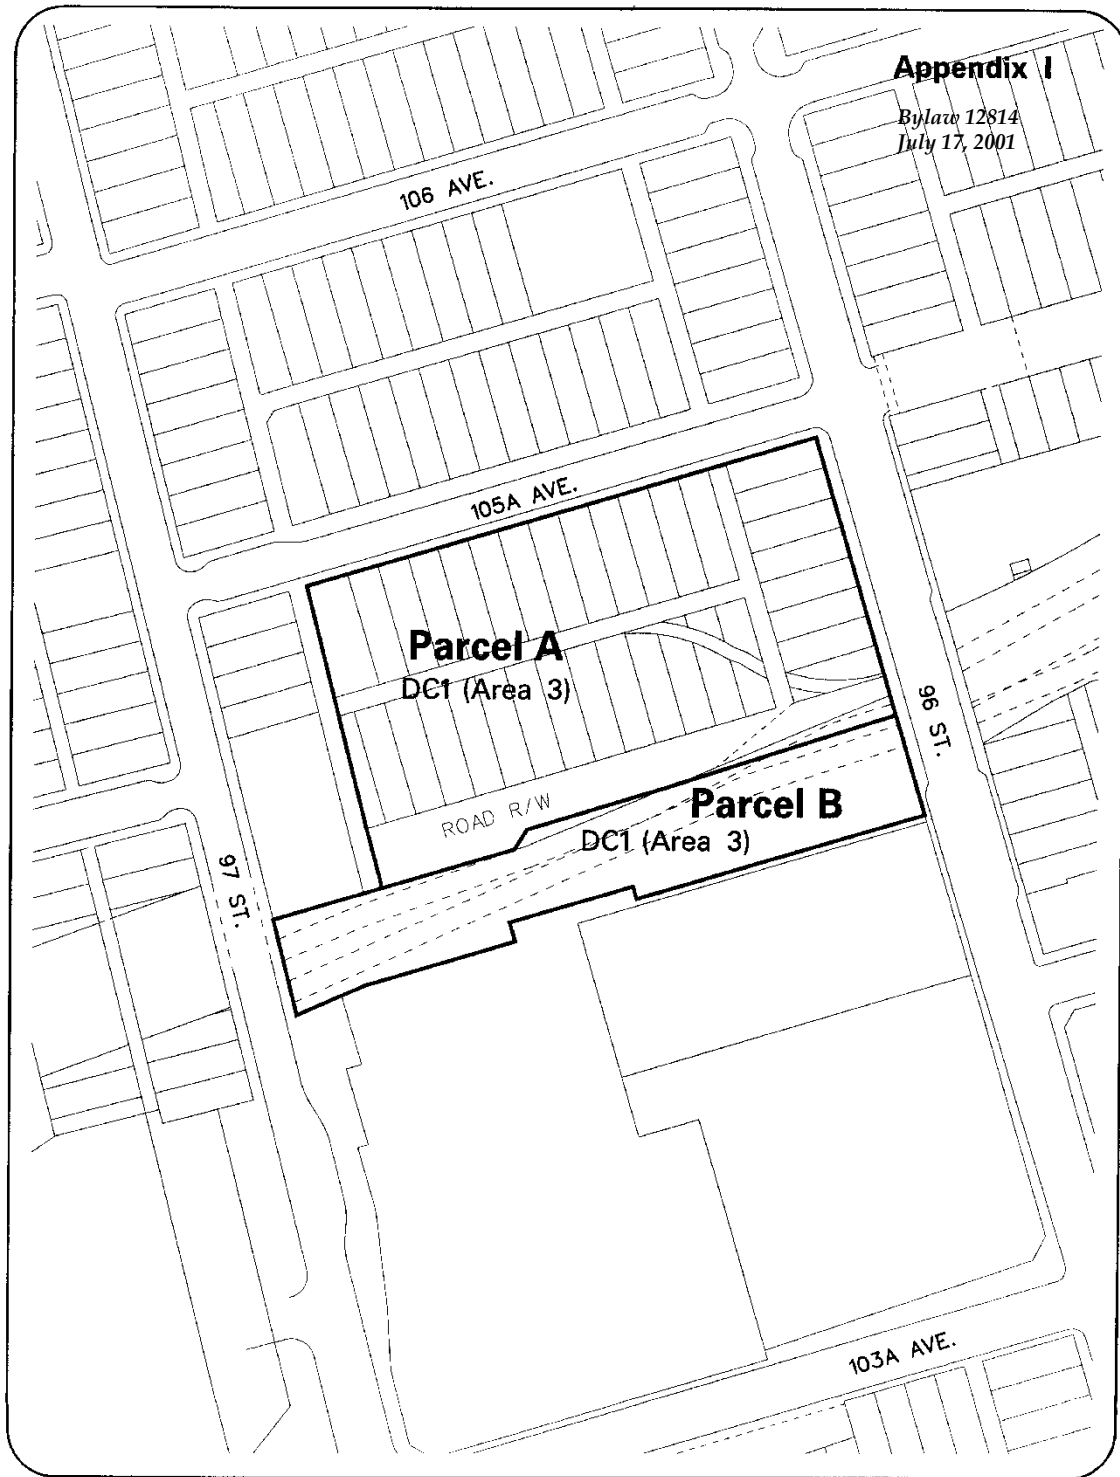 Appendix I
Bylaw 12814
July 17, 2001
106 AVE.
105A AVE.
Parcel A
DC1 (Area 3)
96 ST.
ROAD R/W
Parcel B
DC1 (Area 3)
97 ST.
103A AVE.